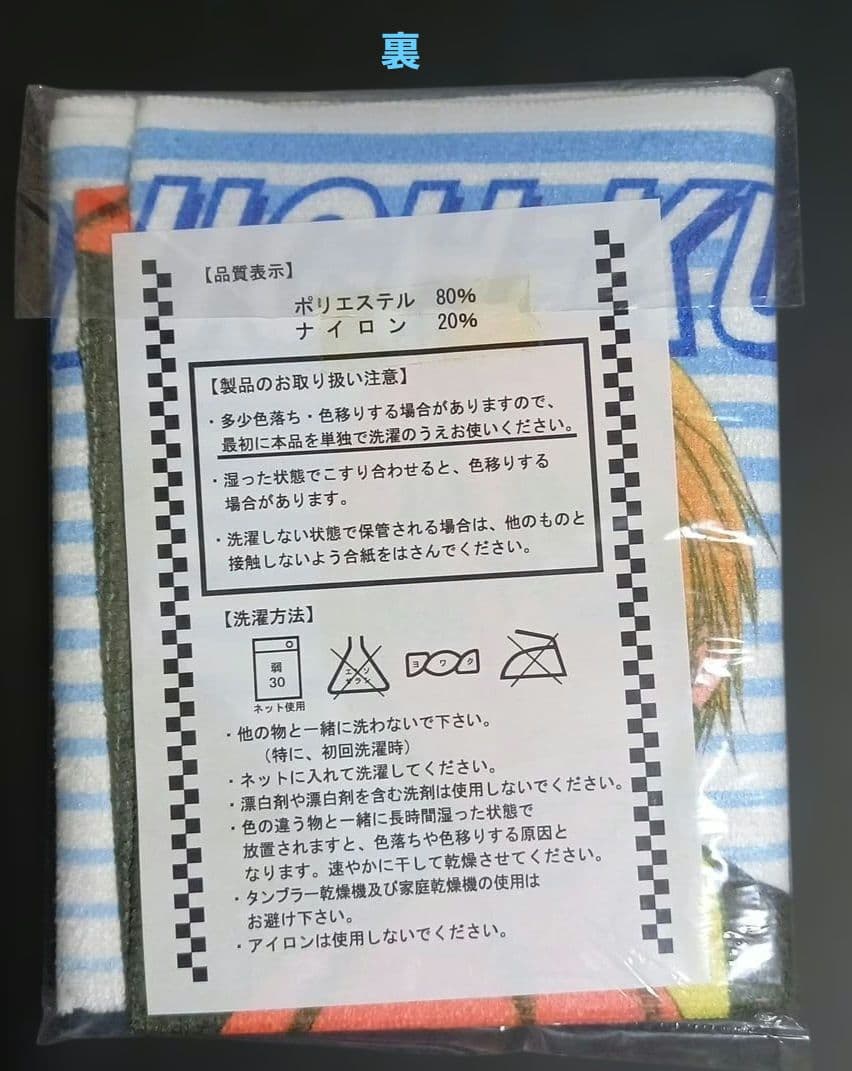 裏
【品質表示】
ポリエステル 80%
ナイロン 20%
【製品のお取り扱い注意】
・多少色落ち・色移りする場合がありますので、
最初に本品を単独で洗濯のうえお使いください。
・湿った状態でこすり合わせると、色移りする
場合があります。
・洗濯しない状態で保管される場合は、他のものと
接触しないよう合紙をはさんでください。
【洗濯方法】
弱
30
ネット使用
エンソ
サラシ
ヨワク
・他の物と一緒に洗わないで下さい。
（特に、初回洗濯時）
・ネットに入れて洗濯してください。
・漂白剤や漂白剤を含む洗剤は使用しないでください。
・色の違う物と一緒に長時間湿った状態で
放置されますと、色落ちや色移りする原因と
なります。速やかに干して乾燥させてください。
・タンブラー乾燥機及び家庭乾燥機の使用は
お避け下さい。
・アイロンは使用しないでください。